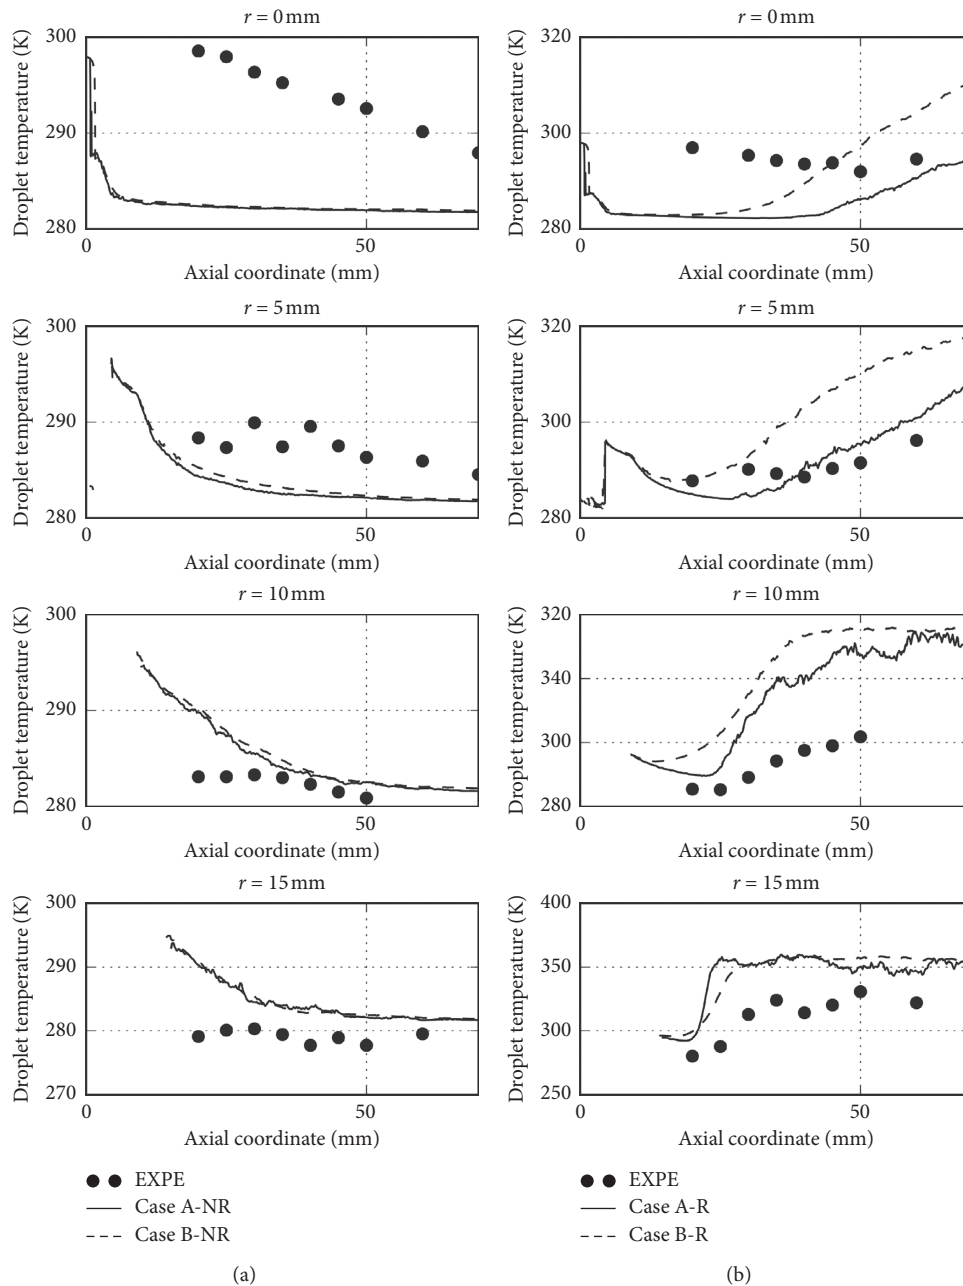 r = 0 mm
300
290
280
0
50
Droplet temperature (K)
Axial coordinate (mm)
r = 5 mm
300
290
280
0
50
Droplet temperature (K)
Axial coordinate (mm)
r = 10 mm
300
290
280
0
50
Droplet temperature (K)
Axial coordinate (mm)
r = 15 mm
300
290
280
270
0
50
Droplet temperature (K)
Axial coordinate (mm)
EXPE
Case A-NR
Case B-NR
(a)
r = 0 mm
320
300
280
0
50
Droplet temperature (K)
Axial coordinate (mm)
r = 5 mm
320
300
280
0
50
Droplet temperature (K)
Axial coordinate (mm)
r = 10 mm
320
340
300
280
0
50
Droplet temperature (K)
Axial coordinate (mm)
r = 15 mm
400
350
300
250
0
50
Droplet temperature (K)
Axial coordinate (mm)
EXPE
Case A-R
Case B-R
(b)